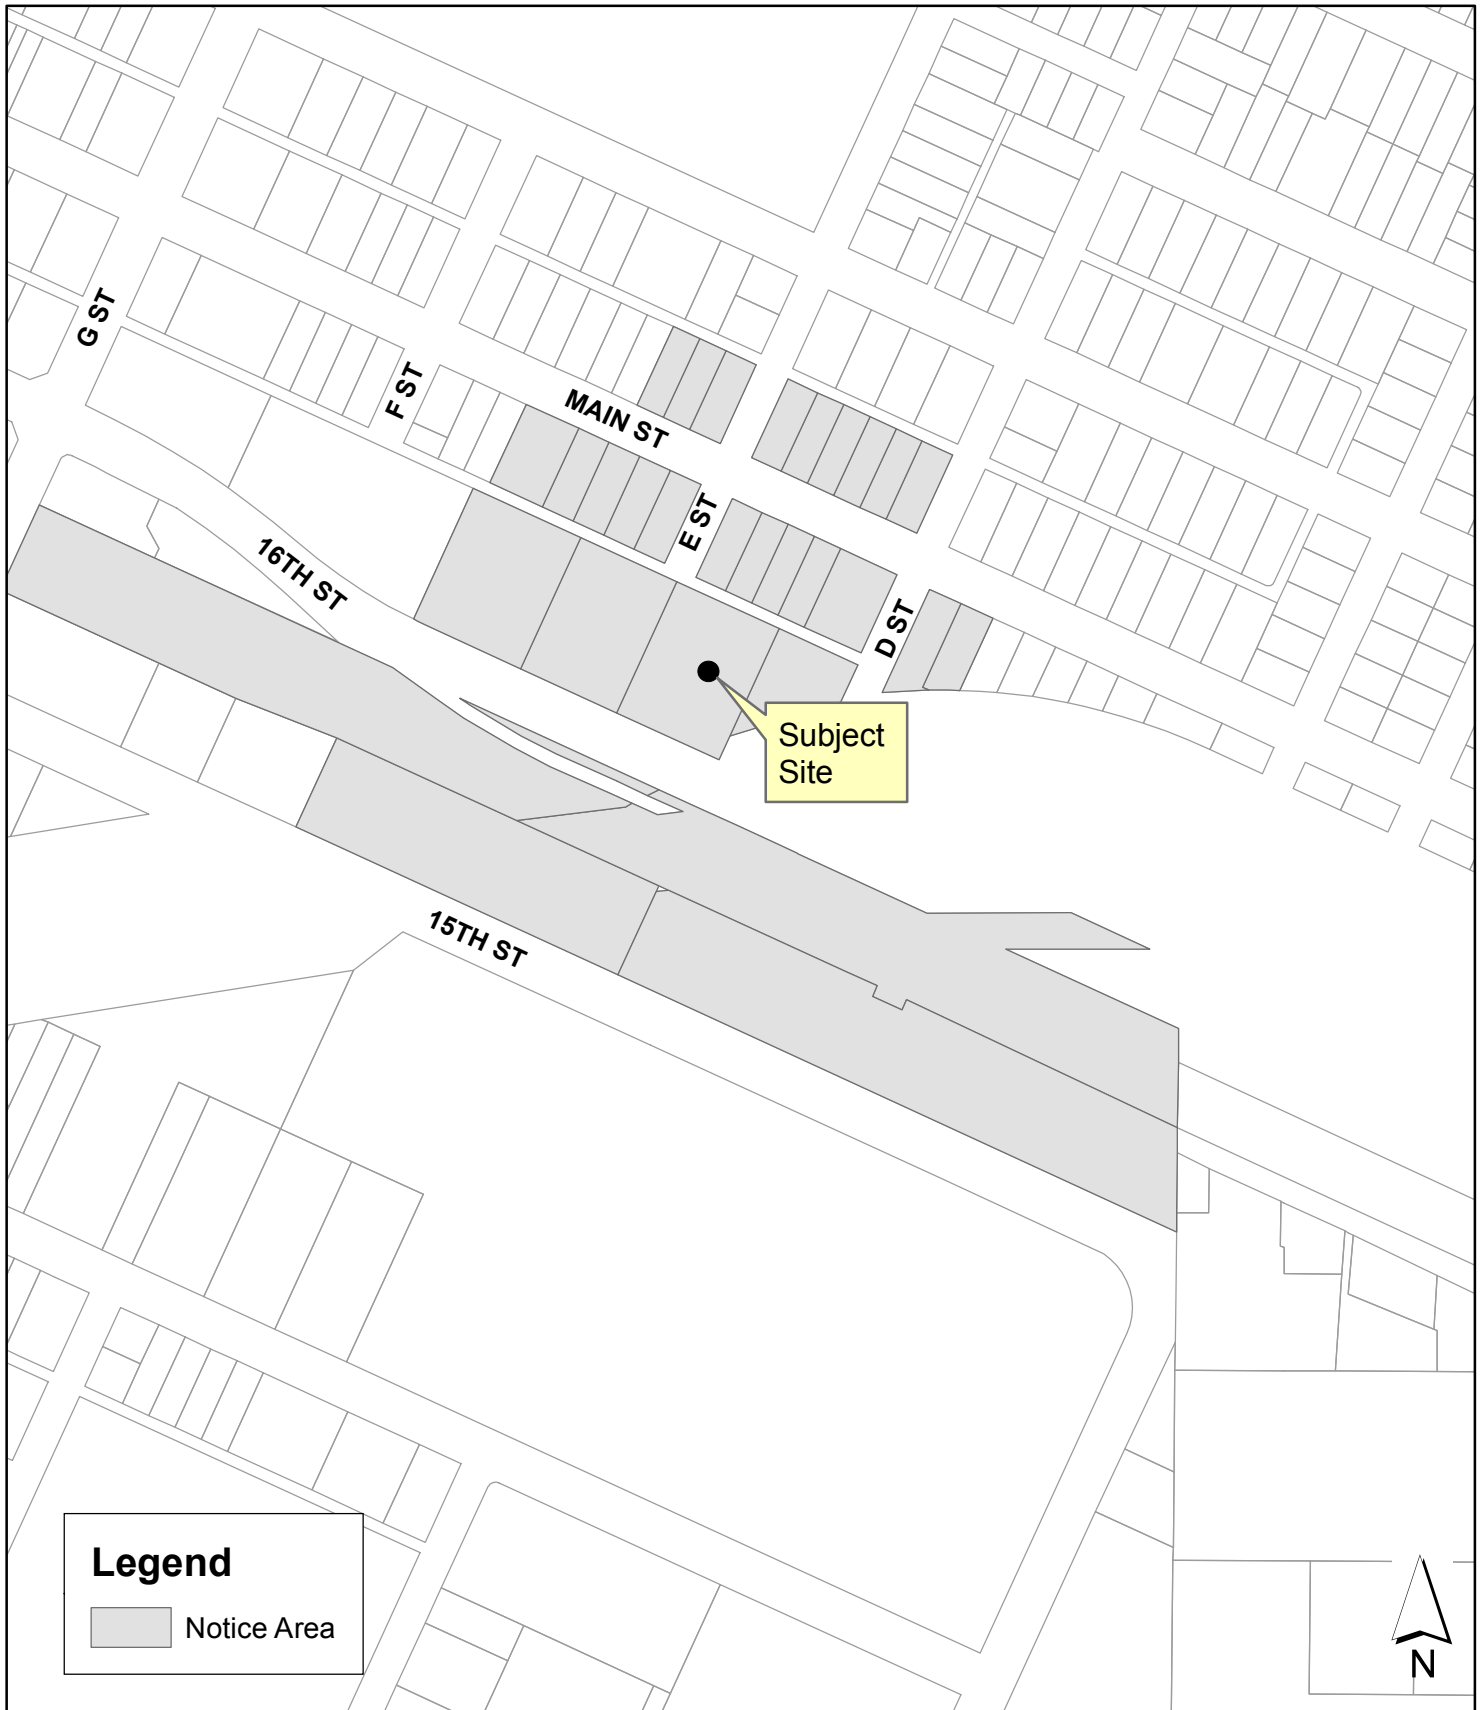 G ST
F ST
MAIN ST
E ST
16TH ST
D ST
Subject
Site
15TH ST
Legend
Notice Area
N